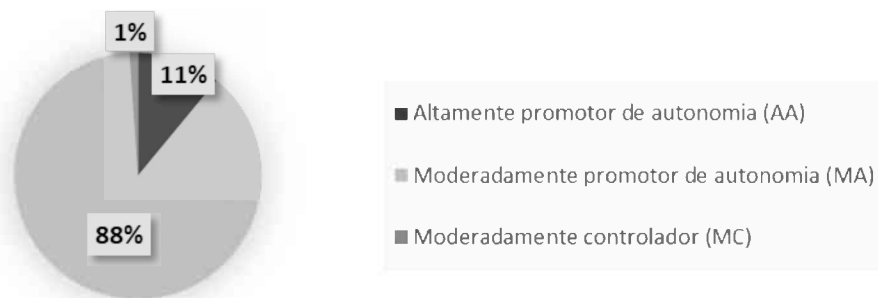 1%
11%
88%
Altamente promotor de autonomia (AA)
Moderadamente promotor de autonomia (MA)
Moderadamente controlador (MC)